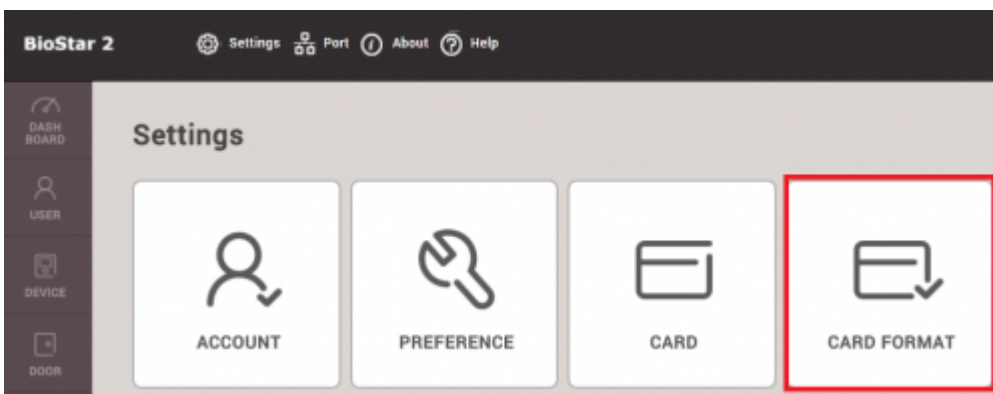 BioStar 2 Settings Port About Help
DASH
BOARD
Settings
USER
DEVICE
ACCOUNT PREFERENCE CARD CARD FORMAT
DOOR